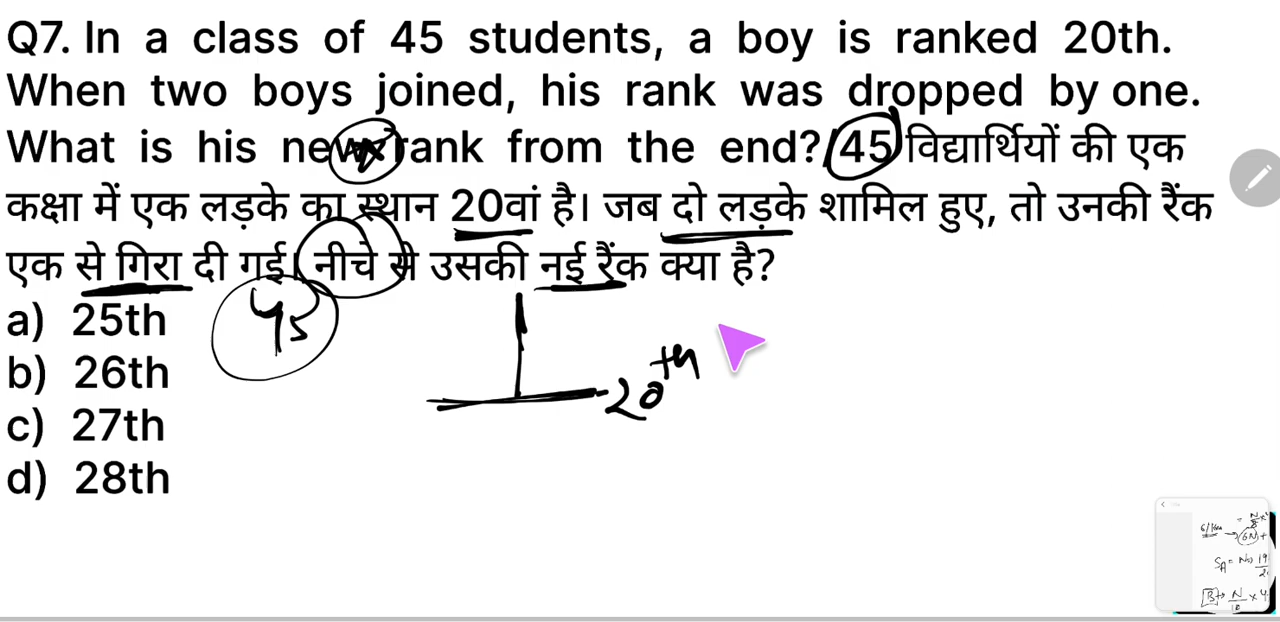 Q7. In a class of 45 students, a boy is ranked 20th.
When two boys joined, his rank was dropped by one.
What is his new rank from the end?/45 विद्यार्थियों की एक
कक्षा में एक लड़के का स्थान 20वां है। जब दो लड़के शामिल हुए, तो उनकी रैंक
एक से गिरा दी गई। नीचे से उसकी नई रैंक क्या है?
a) 25th
45
b) 26th
20th
c) 27th
d) 28th